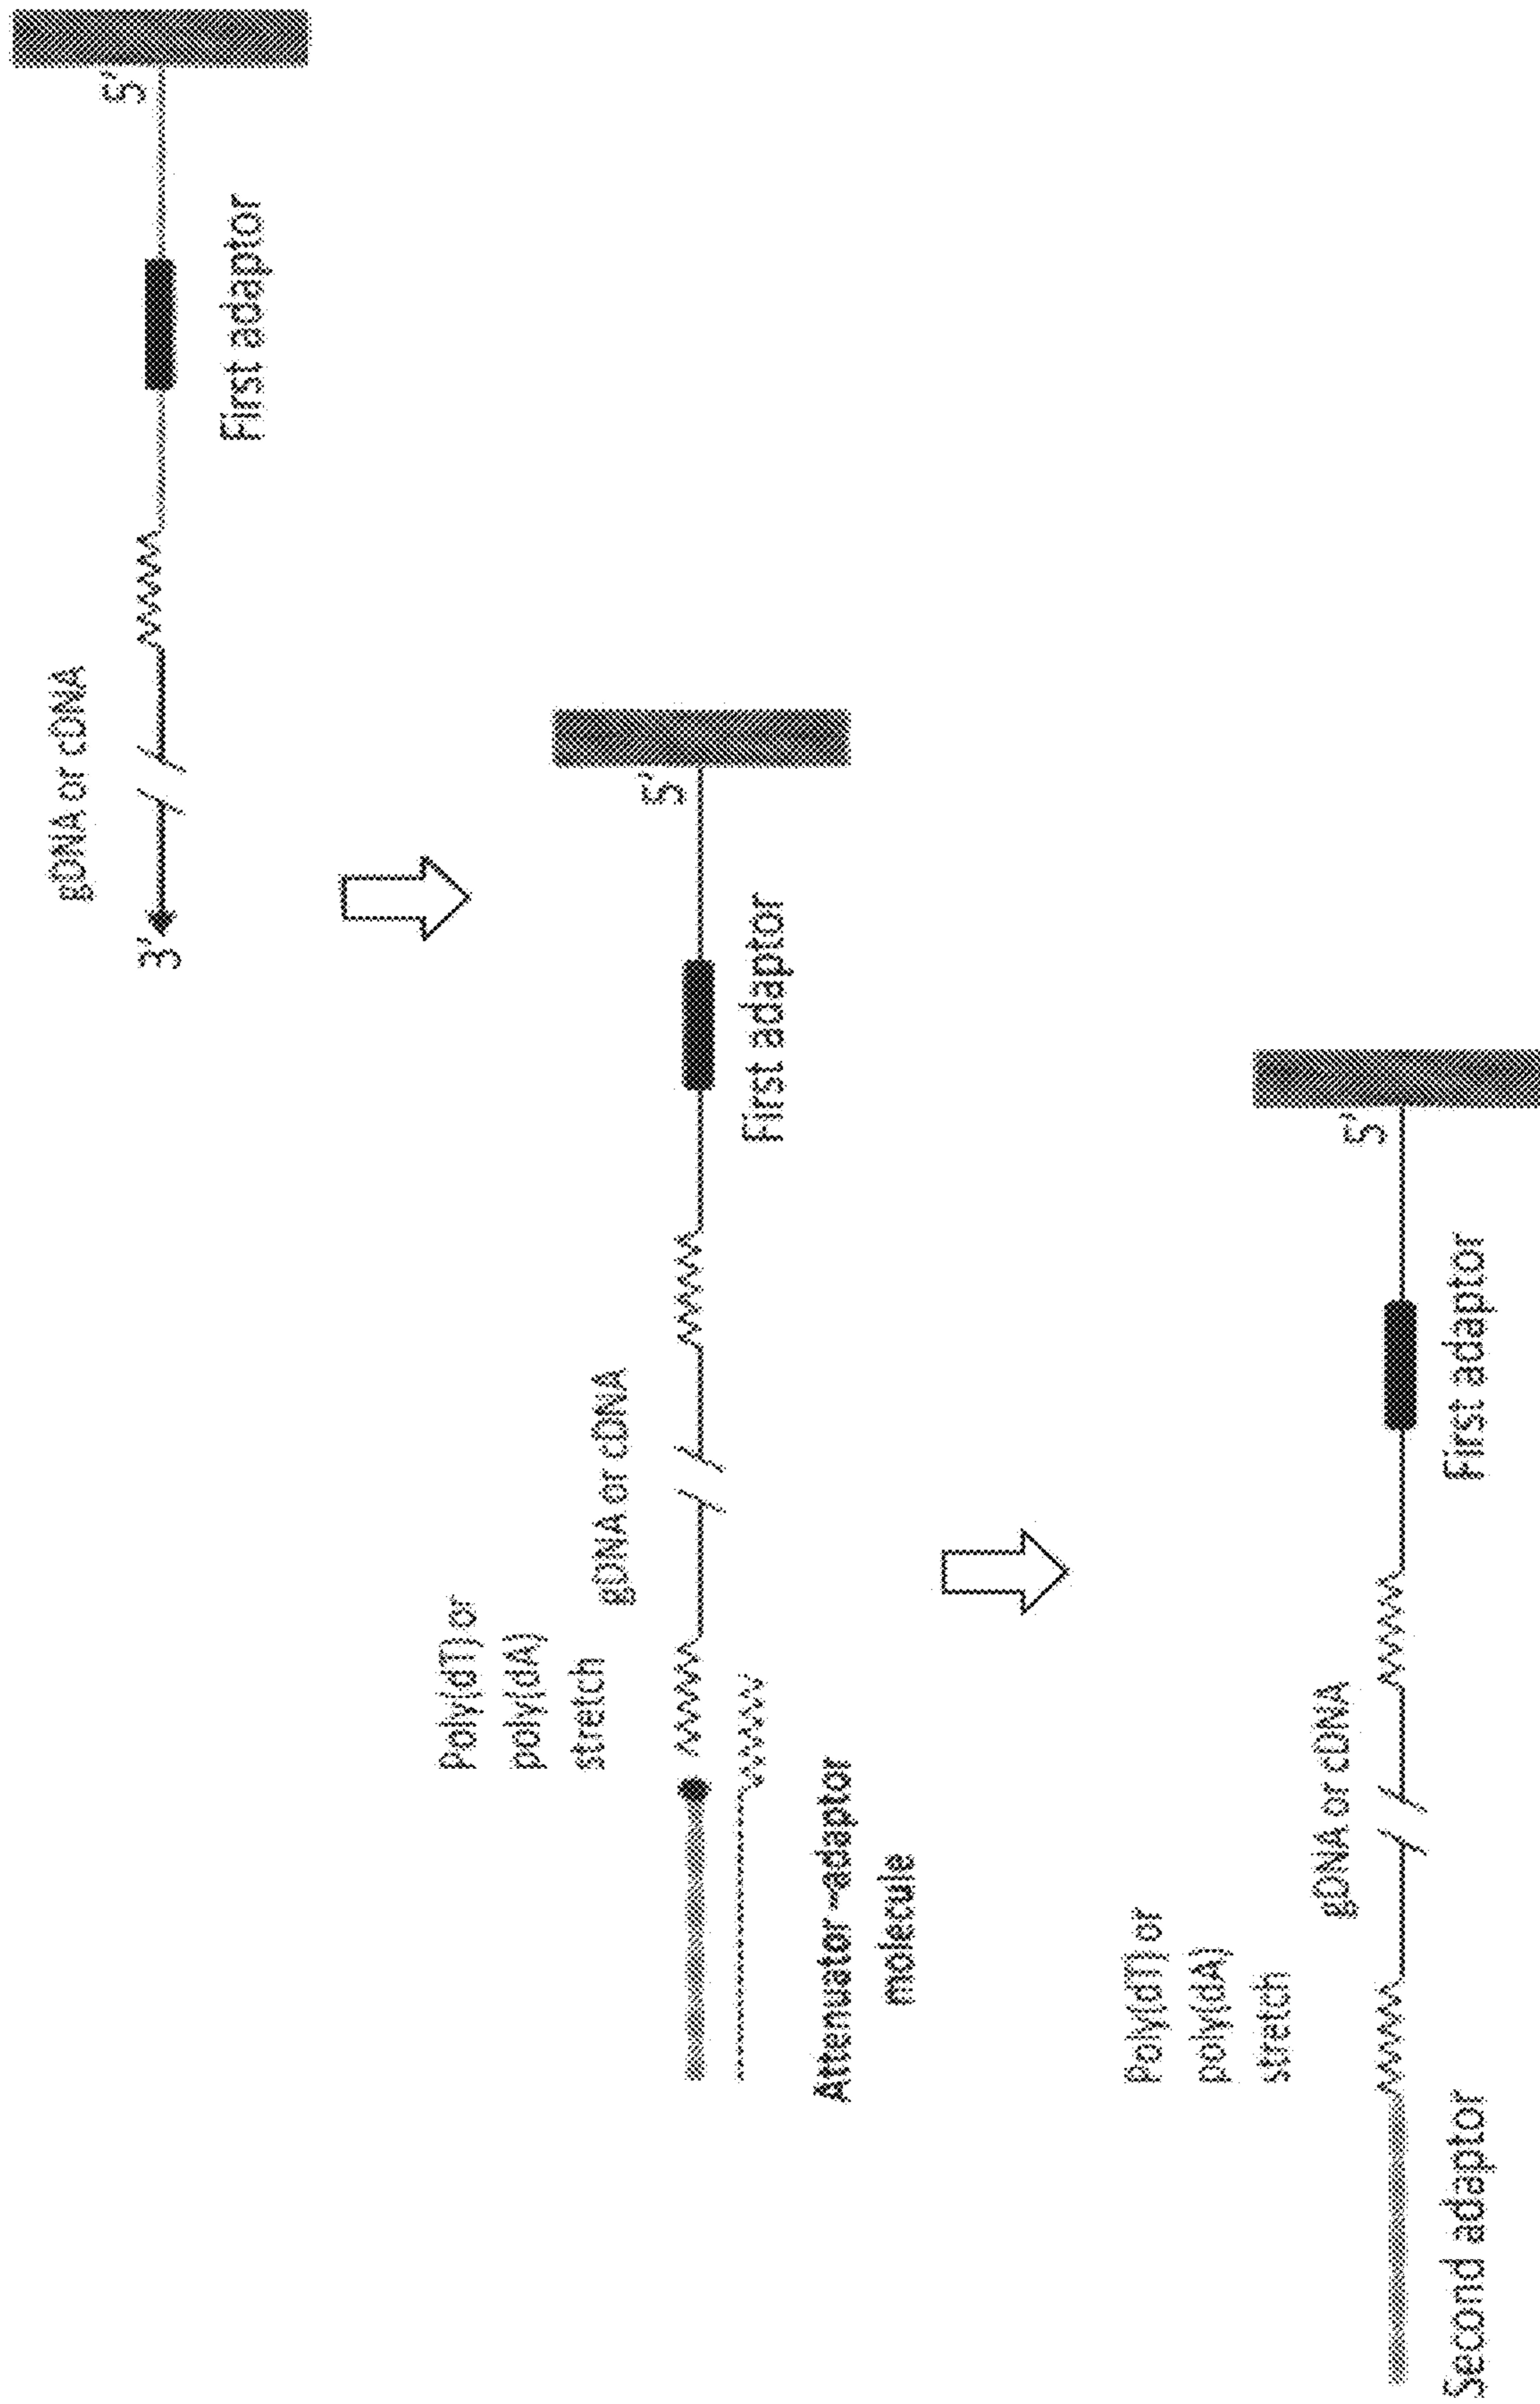 5'
First adaptor
gDNA or cDNA
3'
5'
First adaptor
gDNA or cDNA
Poly(dT) or
poly(dA)
stretch
Attenuator-adaptor
molecule
5'
First adaptor
gDNA or cDNA
Poly(dT) or
poly(dA)
stretch
Second adaptor